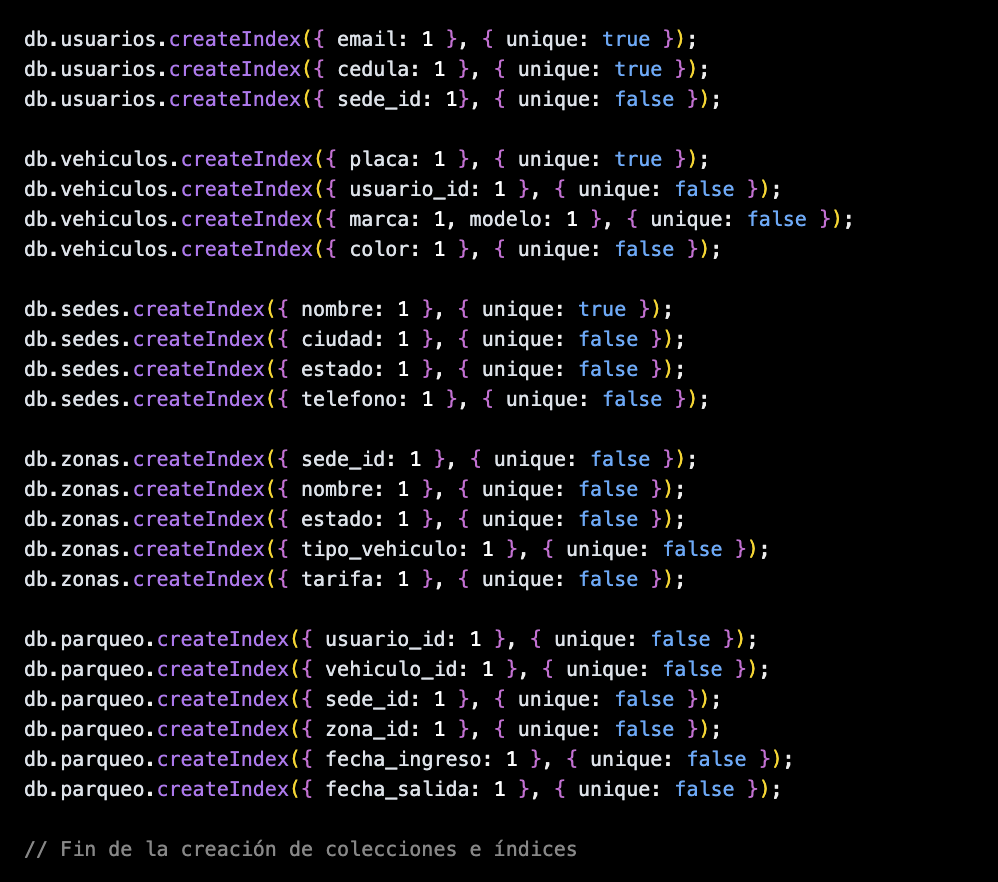 db.usuarios.createIndex({ email: 1 }, { unique: true });
db.usuarios.createIndex({ cedula: 1 }, { unique: true });
db.usuarios.createIndex({ sede_id: 1}, { unique: false });

db.vehiculos.createIndex({ placa: 1 }, { unique: true });
db.vehiculos.createIndex({ usuario_id: 1 }, { unique: false });
db.vehiculos.createIndex({ marca: 1, modelo: 1 }, { unique: false });
db.vehiculos.createIndex({ color: 1 }, { unique: false });

db.sedes.createIndex({ nombre: 1 }, { unique: true });
db.sedes.createIndex({ ciudad: 1 }, { unique: false });
db.sedes.createIndex({ estado: 1 }, { unique: false });
db.sedes.createIndex({ telefono: 1 }, { unique: false });

db.zonas.createIndex({ sede_id: 1 }, { unique: false });
db.zonas.createIndex({ nombre: 1 }, { unique: false });
db.zonas.createIndex({ estado: 1 }, { unique: false });
db.zonas.createIndex({ tipo_vehiculo: 1 }, { unique: false });
db.zonas.createIndex({ tarifa: 1 }, { unique: false });

db.parqueo.createIndex({ usuario_id: 1 }, { unique: false });
db.parqueo.createIndex({ vehiculo_id: 1 }, { unique: false });
db.parqueo.createIndex({ sede_id: 1 }, { unique: false });
db.parqueo.createIndex({ zona_id: 1 }, { unique: false });
db.parqueo.createIndex({ fecha_ingreso: 1 }, { unique: false });
db.parqueo.createIndex({ fecha_salida: 1 }, { unique: false });

// Fin de la creación de colecciones e índices